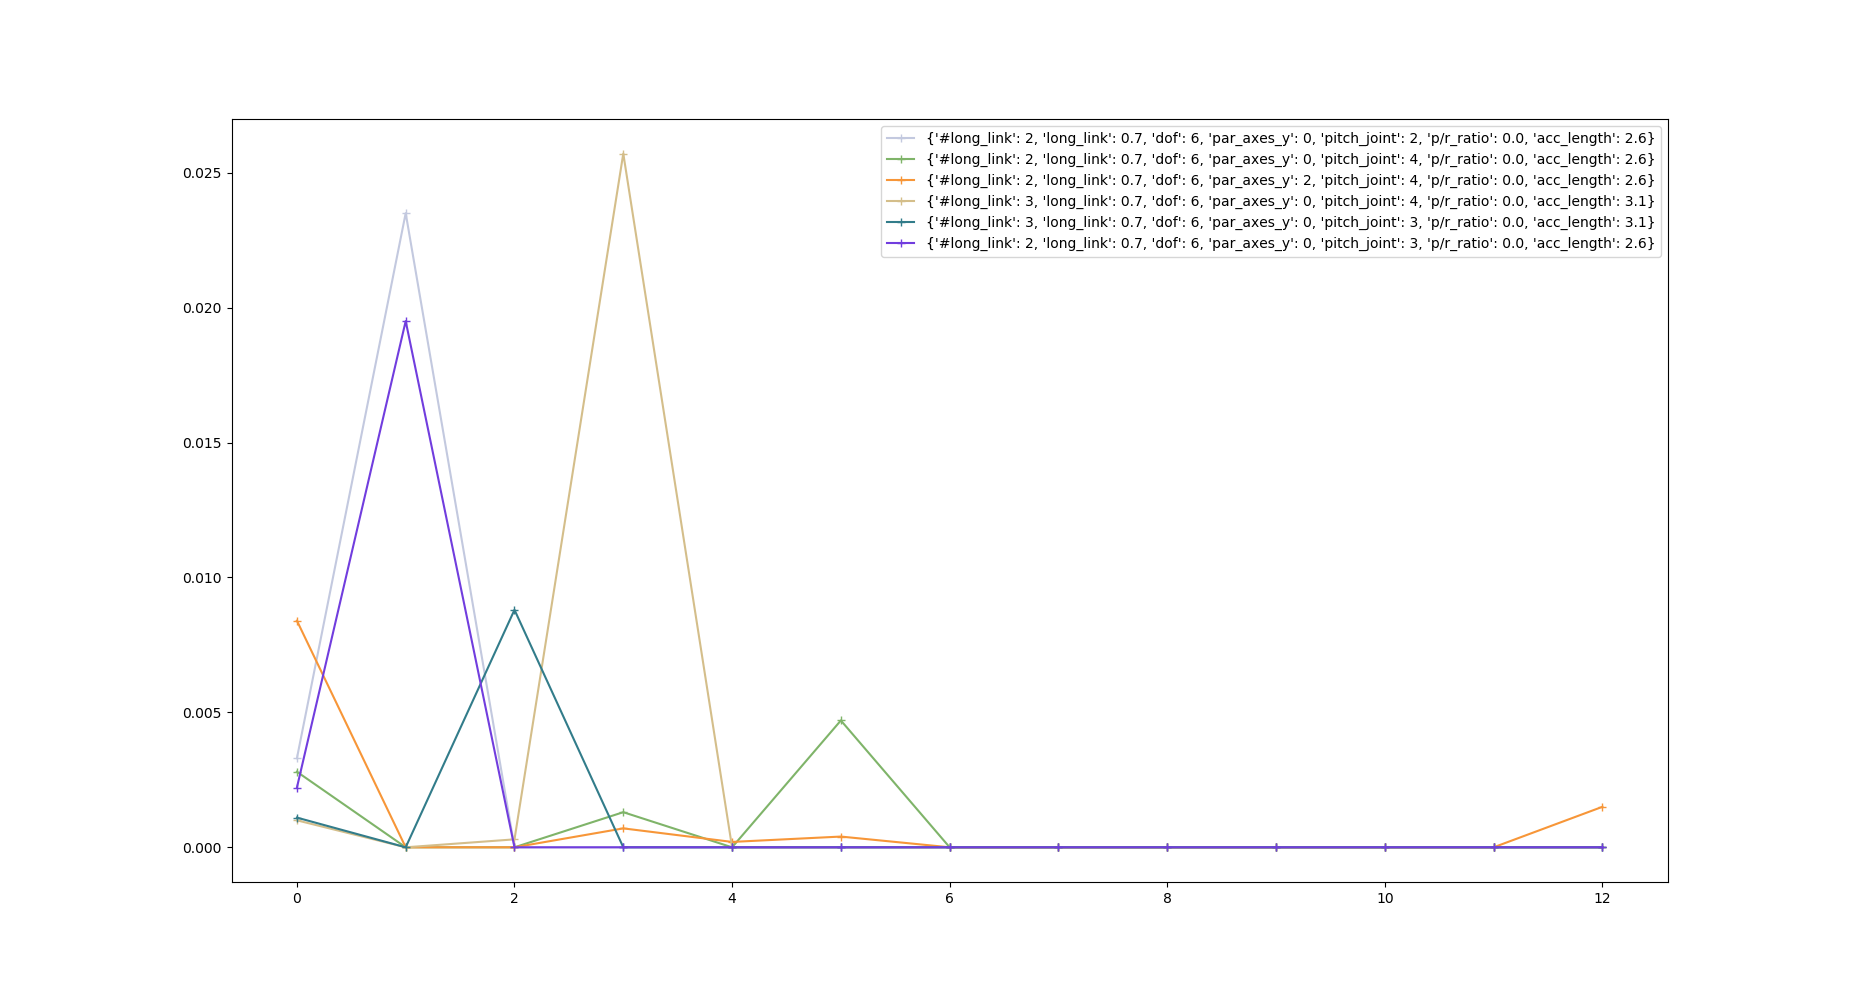 {'#long_link': 2, 'long_link': 0.7, 'dof': 6, 'par_axes_y': 0, 'pitch_joint': 2, 'p/r_ratio': 0.0, 'acc_length': 2.6}
{'#long_link': 2, 'long_link': 0.7, 'dof': 6, 'par_axes_y': 0, 'pitch_joint': 4, 'p/r_ratio': 0.0, 'acc_length': 2.6}
{'#long_link': 2, 'long_link': 0.7, 'dof': 6, 'par_axes_y': 2, 'pitch_joint': 4, 'p/r_ratio': 0.0, 'acc_length': 2.6}
{'#long_link': 3, 'long_link': 0.7, 'dof': 6, 'par_axes_y': 0, 'pitch_joint': 4, 'p/r_ratio': 0.0, 'acc_length': 3.1}
{'#long_link': 3, 'long_link': 0.7, 'dof': 6, 'par_axes_y': 0, 'pitch_joint': 3, 'p/r_ratio': 0.0, 'acc_length': 3.1}
{'#long_link': 2, 'long_link': 0.7, 'dof': 6, 'par_axes_y': 0, 'pitch_joint': 3, 'p/r_ratio': 0.0, 'acc_length': 2.6}
0.025
0.020
0.015
0.010
0.005
0.000
0 2 4 6 8 10 12